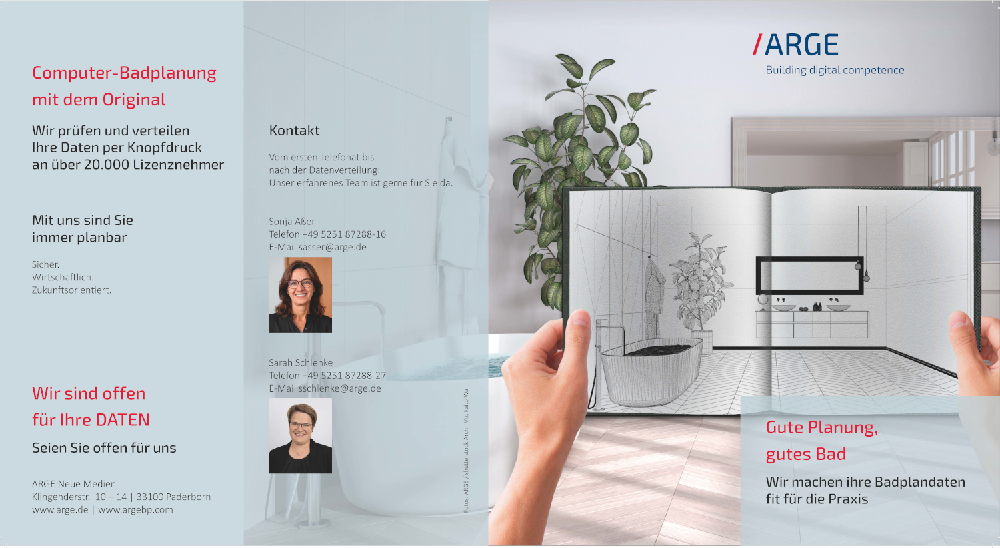 Computer-Badplanung
mit dem Original
Wir prüfen und verteilen
Ihre Daten per Knopfdruck
an über 20.000 Lizenznehmer
Mit uns sind Sie
immer planbar
Sicher.
Wirtschaftlich.
Zukunftsorientiert.
Wir sind offen
für Ihre DATEN
Seien Sie offen für uns
ARGE Neue Medien
Klingenderstr. 10 – 14 | 33100 Paderborn
www.arge.de | www.argebp.com
Kontakt
Vom ersten Telefonat bis
nach der Datenverteilung:
Unser erfahrenes Team ist gerne für Sie da.
Sonja Aßer
Telefon +49 5251 87288-16
E-Mail sasser@arge.de
Sarah Schlenke
Telefon +49 5251 87288-27
E-Mail sschlenke@arge.de
Fotos: ARGE / shutterstock Archi_Viz, Kaito Wai
/ARGE
Building digital competence
Gute Planung,
gutes Bad
Wir machen ihre Badplandaten
fit für die Praxis